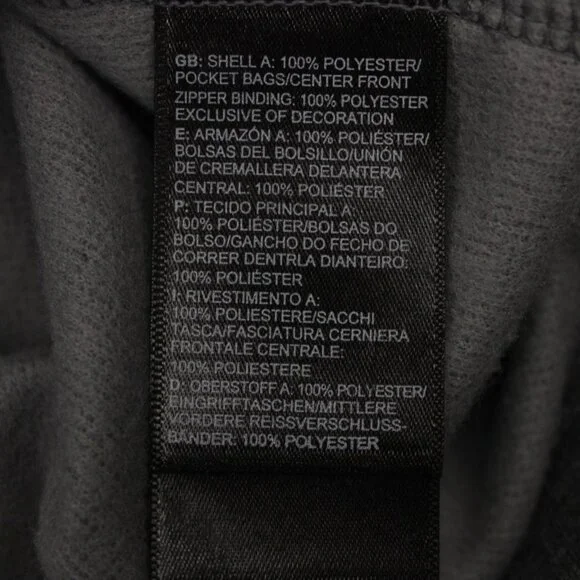 GB: SHELL A: 100% POLYESTER/
POCKET BAGS/CENTER FRONT
ZIPPER BINDING: 100% POLYESTER
EXCLUSIVE OF DECORATION
E: ARMAZÓN A: 100% POLIÉSTER/
BOLSAS DEL BOLSILLO/UNIÓN
DE CREMALLERA DELANTERA
CENTRAL: 100% POLIÉSTER
P: TECIDO PRINCIPAL A:
100% POLIÉSTER/BOLSAS DO
BOLSO/GANCHO DO FECHO DE
CORRER DENTRLA DIANTEIRO:
100% POLIÉSTER
I: RIVESTIMENTO A:
100% POLIESTERE/SACCHI
TASCA/FASCIATURA CERNIERA
FRONTALE CENTRALE:
100% POLIESTERE
D: OBERSTOFF A: 100% POLYESTER/
EINGRIFFTASCHEN/MITTLERE
VORDERE REISSVERSCHLUSS-
BÄNDER: 100% POLYESTER